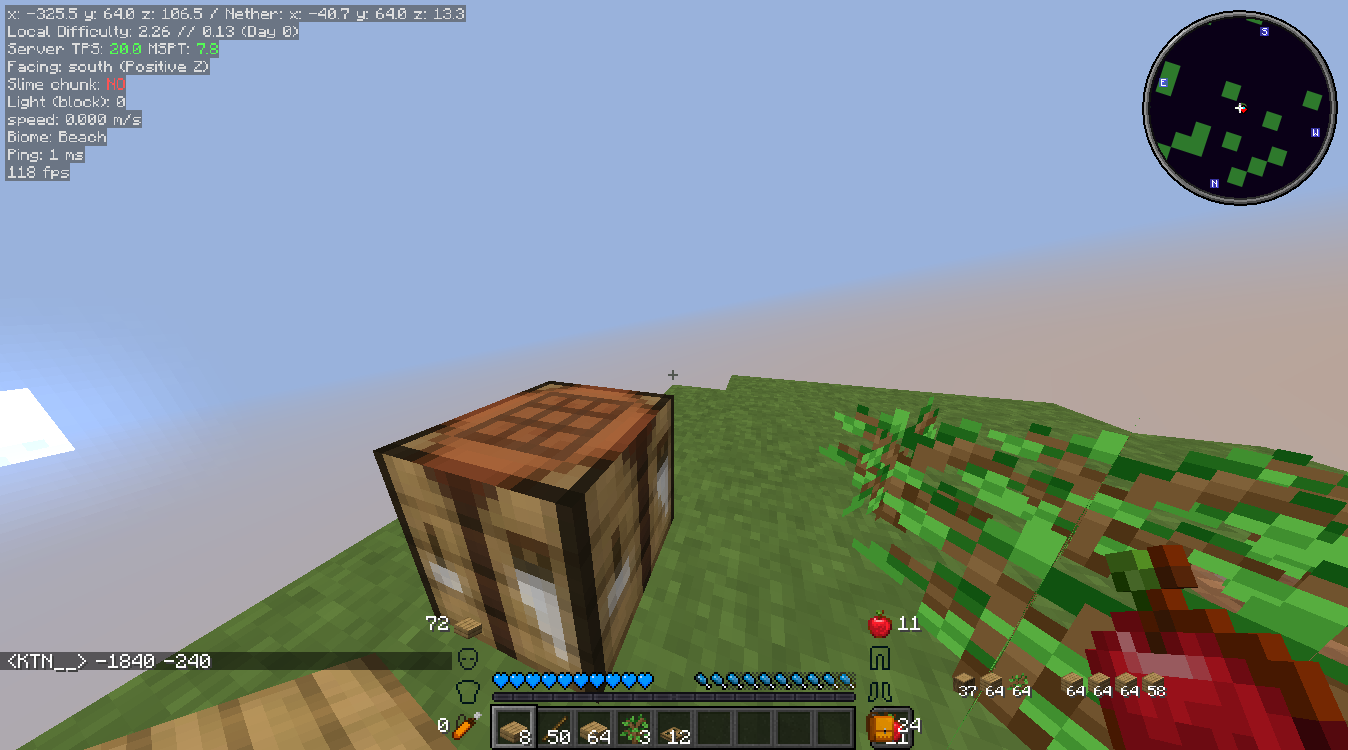 x: -325.5 y: 64.0 z: 106.5 / Nether: x: -40.7 y: 64.0 z: 13.3
Local Difficulty: 2.26 // 0.13 (Day 0)
Server TPS: 20.0 MSPT: 7.8
Facing: south (Positive Z)
Slime chunk: NO
Light (block): 0
speed: 0.000 m/s
Biome: Beach
Ping: 1 ms
118 fps
S
E
W
N
72
11
<KTN__> -1840 -240
37 64 64 64 64 64 58
0
8 50 64 3 12
24
1